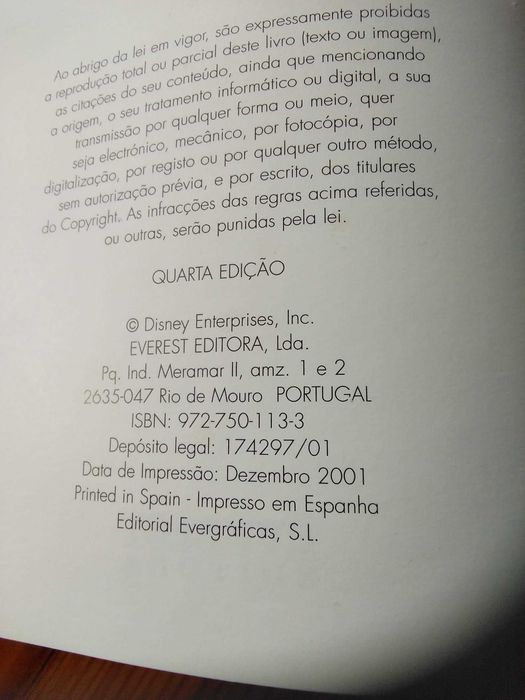 Ao abrigo da lei em vigor, são expressamente proibidas
a reprodução total ou parcial deste livro (texto ou imagem),
as citações do seu conteúdo, ainda que mencionando
a origem, o seu tratamento informático ou digital, a sua
transmissão por qualquer forma ou meio, quer
seja electrónico, mecânico, por fotocópia, por
digitalização, por registo ou por qualquer outro método,
sem autorização prévia, e por escrito, dos titulares
do Copyright. As infracções das regras acima referidas,
ou outras, serão punidas pela lei.
QUARTA EDIÇÃO
© Disney Enterprises, Inc.
EVEREST EDITORA, Lda.
Pq. Ind. Meramar II, amz. 1 e 2
2635-047 Rio de Mouro PORTUGAL
ISBN: 972-750-113-3
Depósito legal: 174297/01
Data de Impressão: Dezembro 2001
Printed in Spain - Impresso em Espanha
Editorial Evergráficas, S.L.